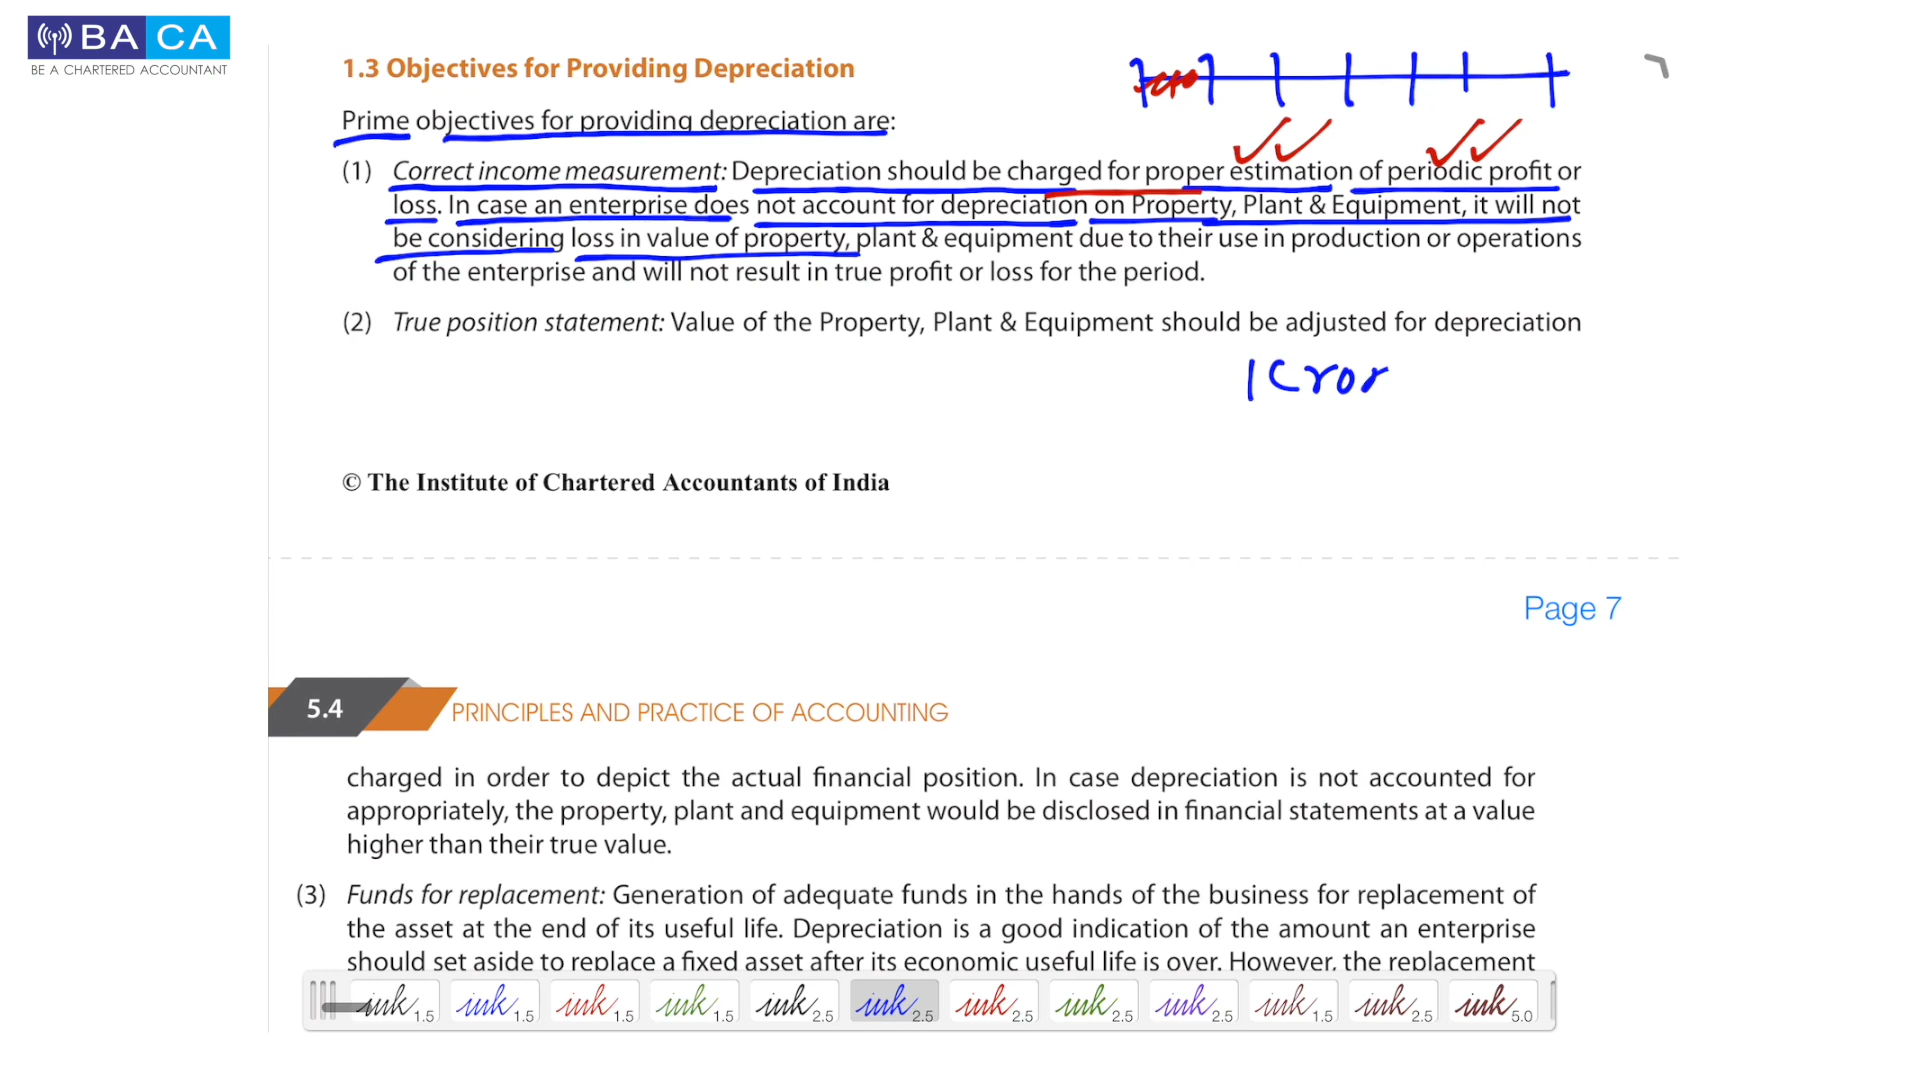 BA CA
BE A CHARTERED ACCOUNTANT
1.3 Objectives for Providing Depreciation
Prime objectives for providing depreciation are:
(1) Correct income measurement: Depreciation should be charged for proper estimation of periodic profit or
loss. In case an enterprise does not account for depreciation on Property, Plant & Equipment, it will not
be considering loss in value of property, plant & equipment due to their use in production or operations
of the enterprise and will not result in true profit or loss for the period.
(2) True position statement: Value of the Property, Plant & Equipment should be adjusted for depreciation
1 Cror
© The Institute of Chartered Accountants of India
Page 7
5.4 PRINCIPLES AND PRACTICE OF ACCOUNTING
charged in order to depict the actual financial position. In case depreciation is not accounted for
appropriately, the property, plant and equipment would be disclosed in financial statements at a value
higher than their true value.
(3) Funds for replacement: Generation of adequate funds in the hands of the business for replacement of
the asset at the end of its useful life. Depreciation is a good indication of the amount an enterprise
should set aside to replace a fixed asset after its economic useful life is over. However, the replacement
ink 1.5 ink 1.5 ink 1.5 ink 1.5 ink 2.5 ink 2.5 ink 2.5 ink 2.5 ink 2.5 ink 1.5 ink 2.5 ink 5.0